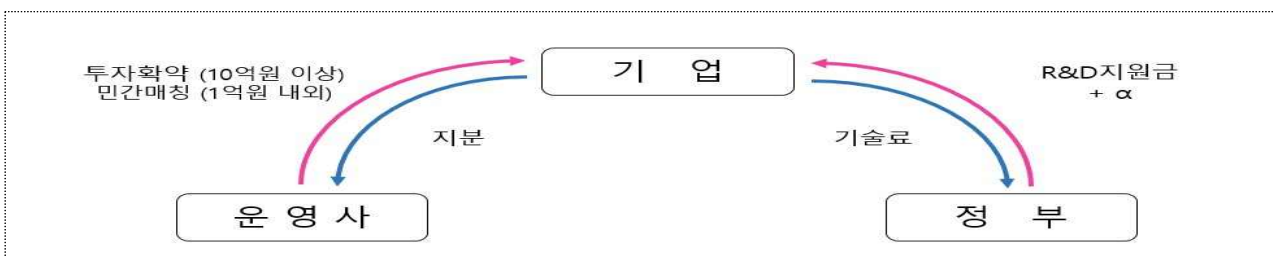 기 업
투자확약 (10억원 이상)
민간매칭 (1억원 내외)
R&D지원금
+ α
지분
기술료
운 영 사
정 부